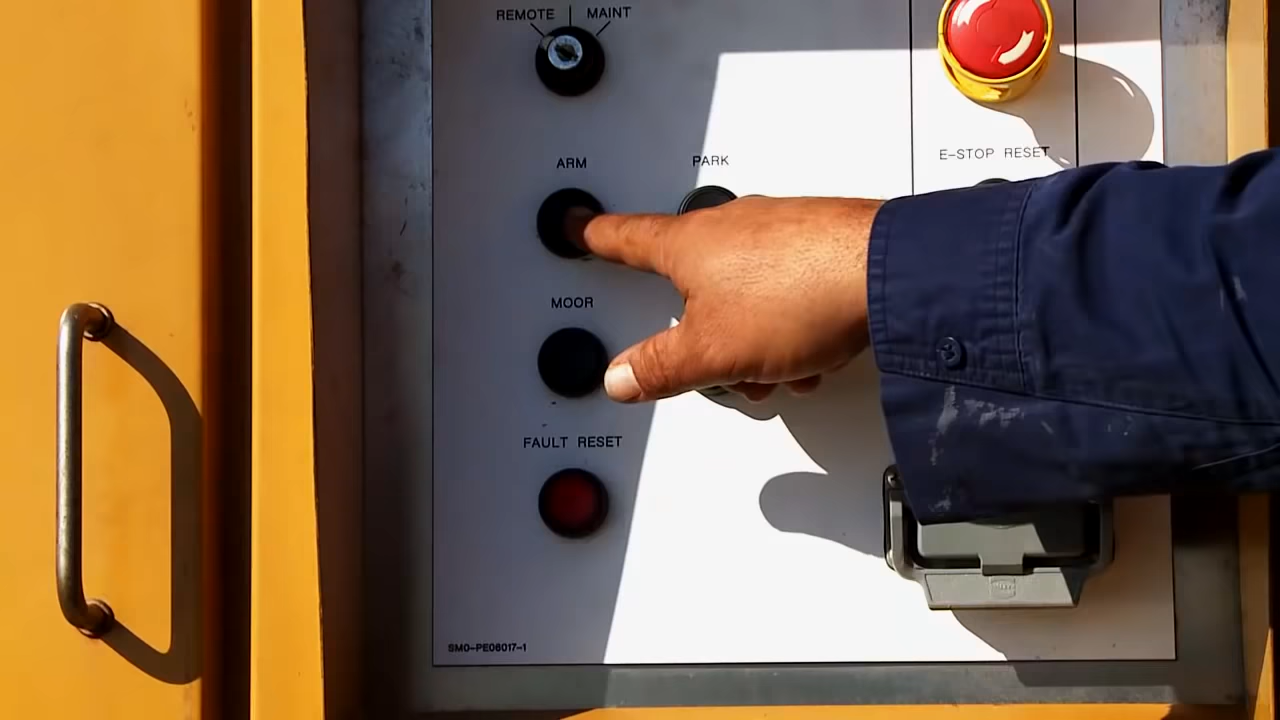 REMOTE MAINT
E-STOP RESET
ARM PARK
MOOR
FAULT RESET
SMO-PE06017-1